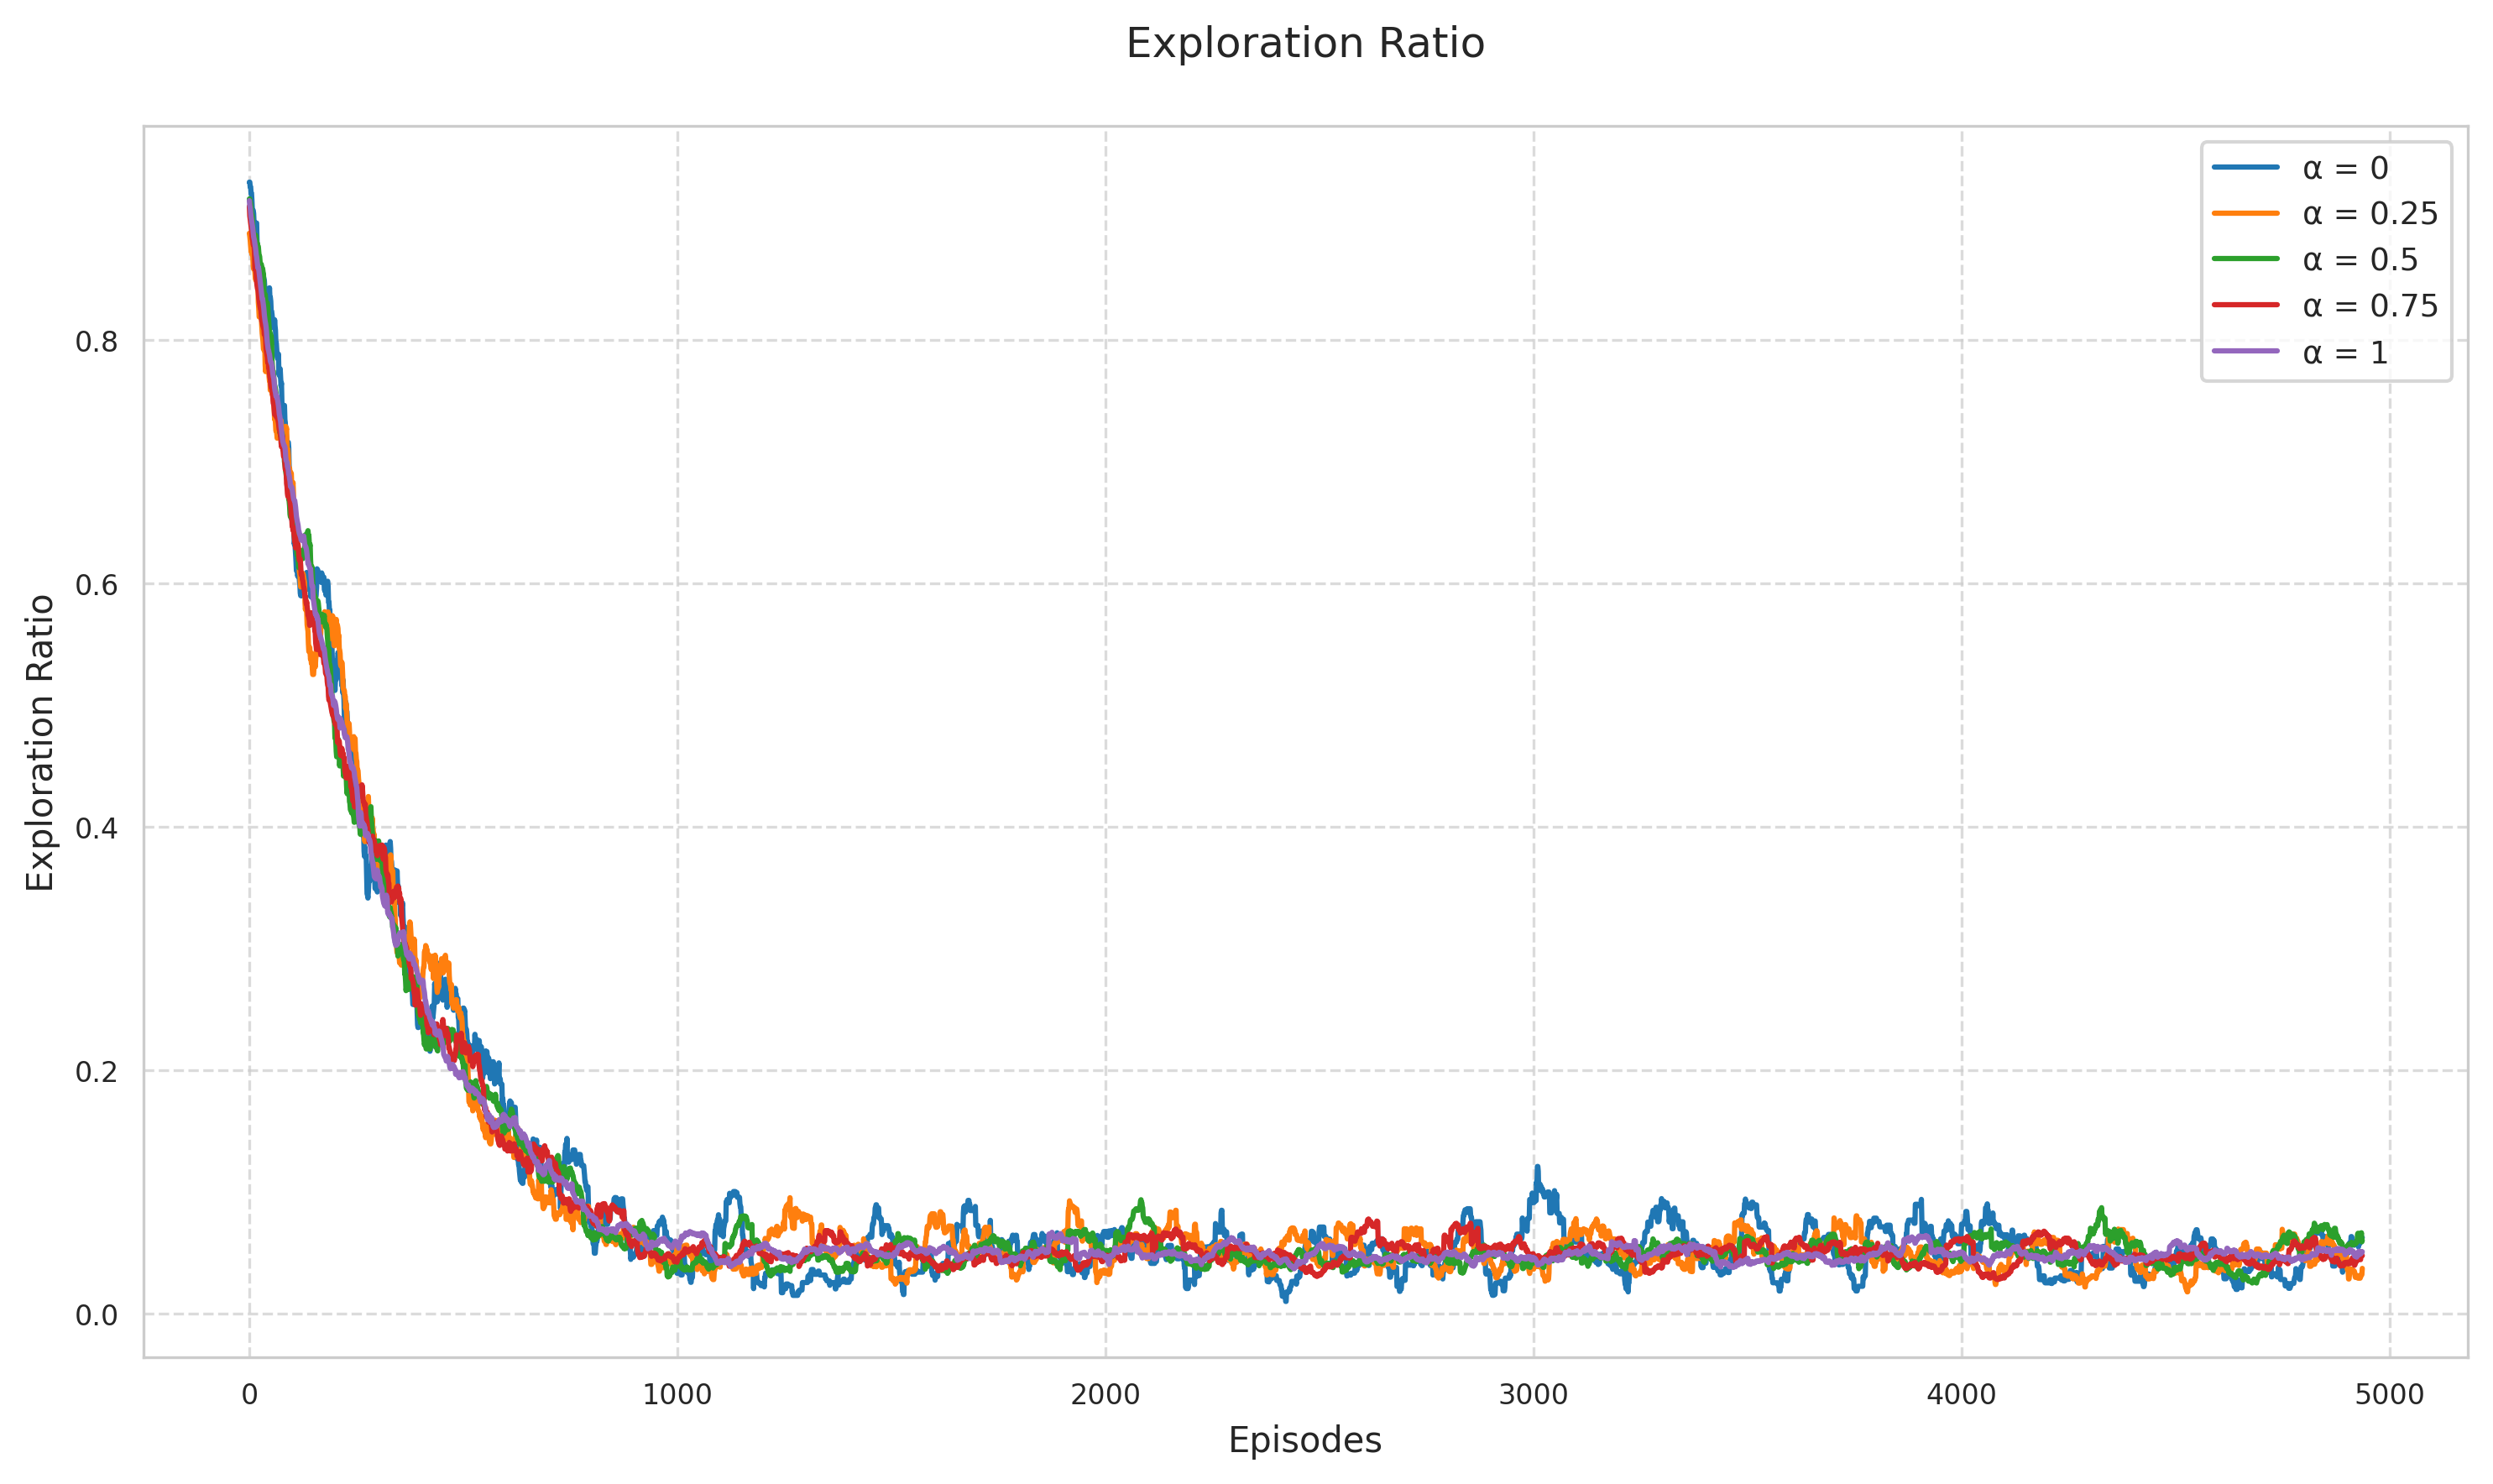 Exploration Ratio
α = 0
α = 0.25
α = 0.5
α = 0.75
α = 1
Exploration Ratio
0.8
0.6
0.4
0.2
0.0
0 1000 2000 3000 4000 5000
Episodes